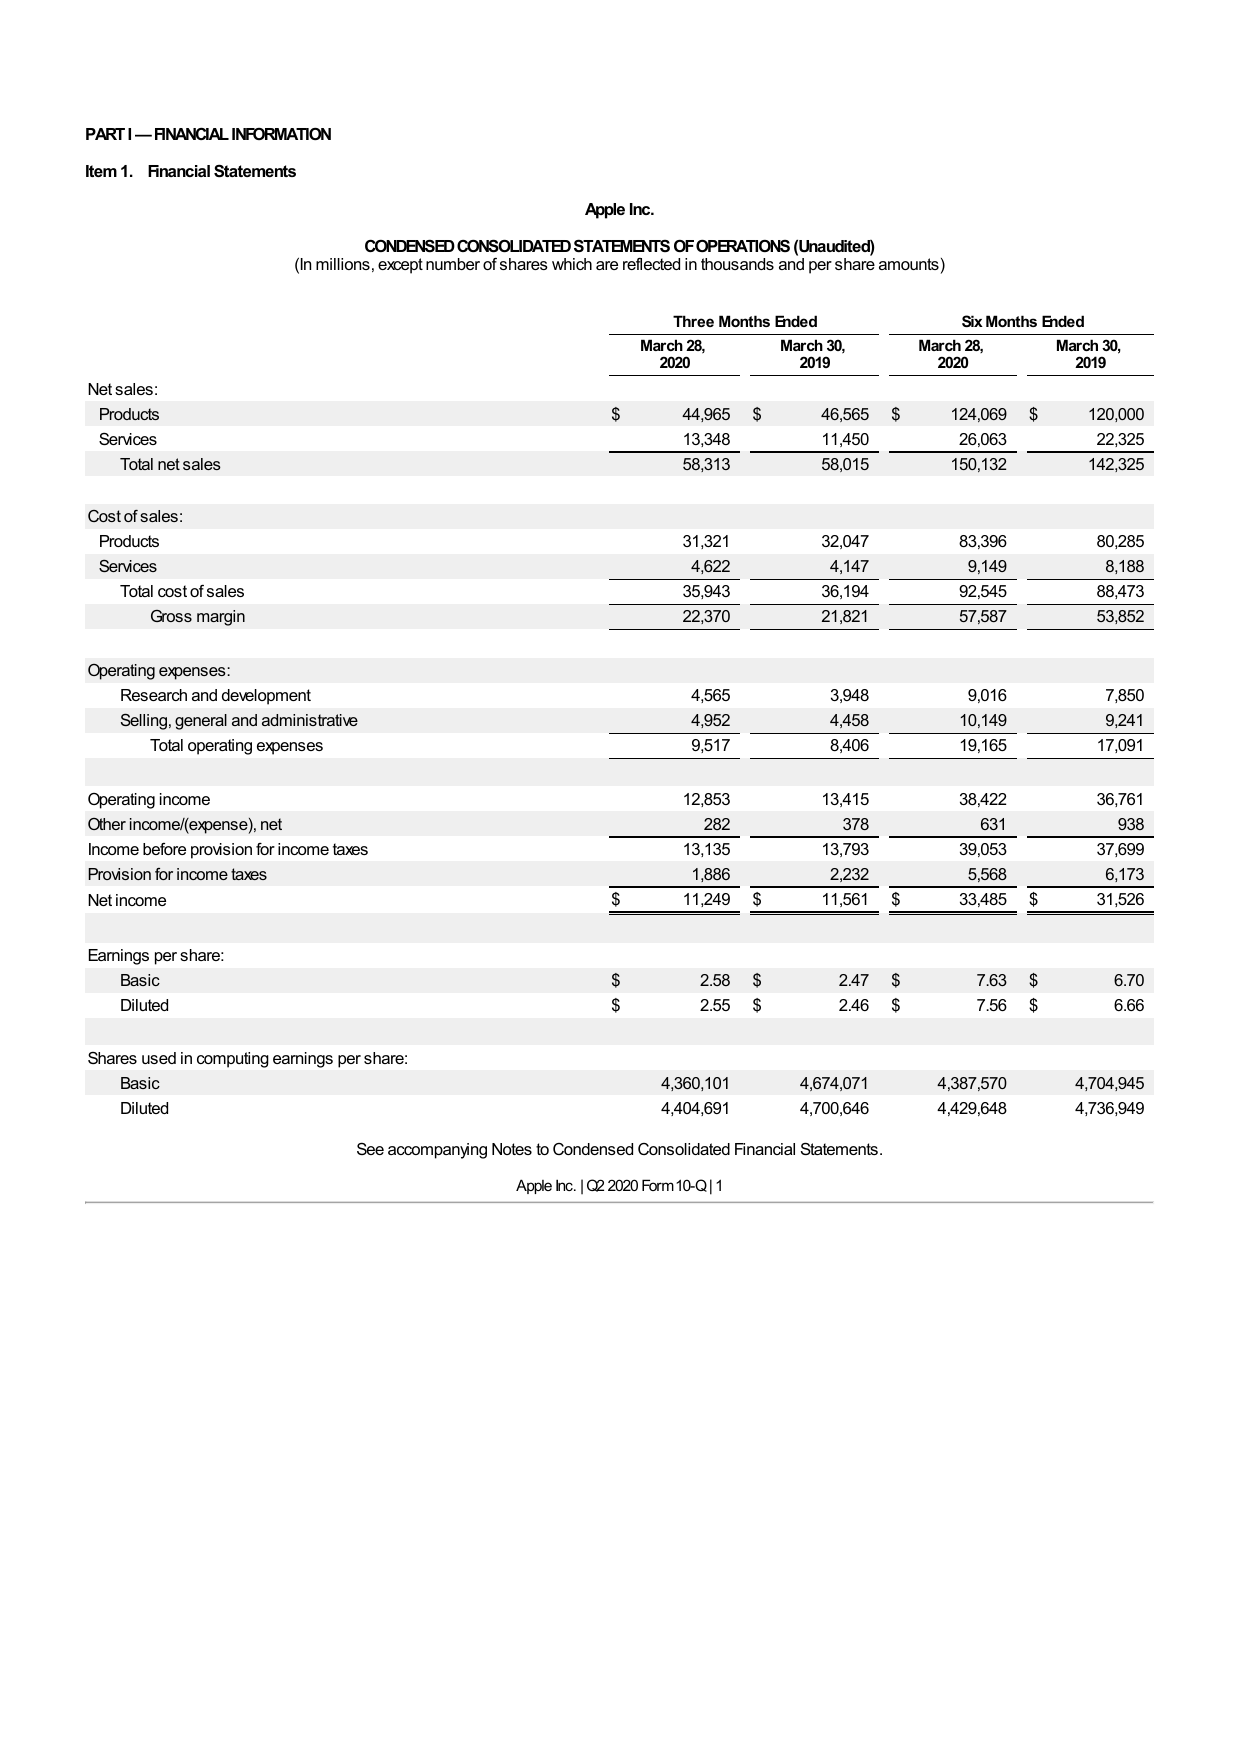 PART I — FINANCIAL INFORMATION
Item 1. Financial Statements
Apple Inc.
CONDENSED CONSOLIDATED STATEMENTS OF OPERATIONS (Unaudited)
(In millions, except number of shares which are reflected in thousands and per share amounts)
Three Months Ended Six Months Ended
March 28, 2020 March 30, 2019 March 28, 2020 March 30, 2019
Net sales:
Products $ 44,965 $ 46,565 $ 124,069 $ 120,000
Services 13,348 11,450 26,063 22,325
Total net sales 58,313 58,015 150,132 142,325
Cost of sales:
Products 31,321 32,047 83,396 80,285
Services 4,622 4,147 9,149 8,188
Total cost of sales 35,943 36,194 92,545 88,473
Gross margin 22,370 21,821 57,587 53,852
Operating expenses:
Research and development 4,565 3,948 9,016 7,850
Selling, general and administrative 4,952 4,458 10,149 9,241
Total operating expenses 9,517 8,406 19,165 17,091
Operating income 12,853 13,415 38,422 36,761
Other income/(expense), net 282 378 631 938
Income before provision for income taxes 13,135 13,793 39,053 37,699
Provision for income taxes 1,886 2,232 5,568 6,173
Net income $ 11,249 $ 11,561 $ 33,485 $ 31,526
Earnings per share:
Basic $ 2.58 $ 2.47 $ 7.63 $ 6.70
Diluted $ 2.55 $ 2.46 $ 7.56 $ 6.66
Shares used in computing earnings per share:
Basic 4,360,101 4,674,071 4,387,570 4,704,945
Diluted 4,404,691 4,700,646 4,429,648 4,736,949
See accompanying Notes to Condensed Consolidated Financial Statements.
Apple Inc. | Q2 2020 Form 10-Q | 1